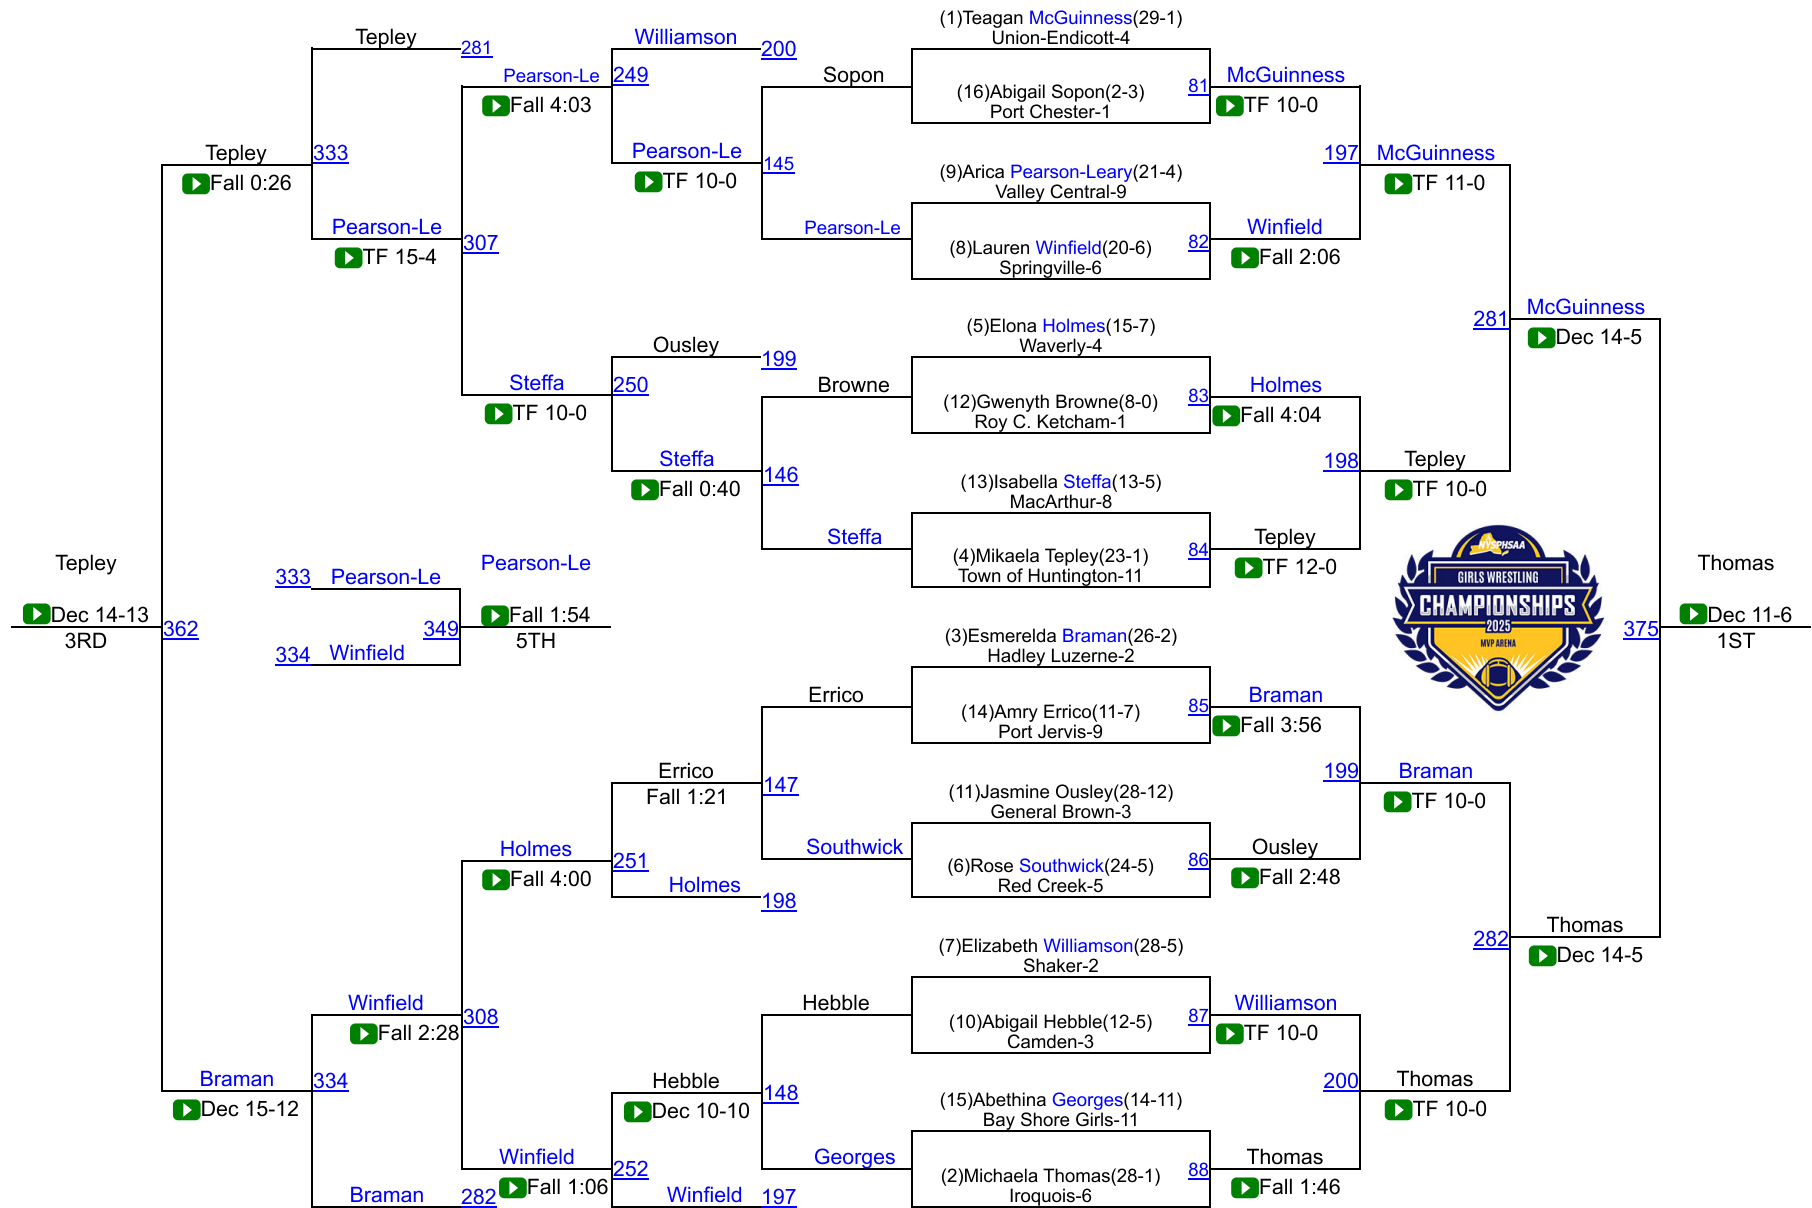 (1)Teagan McGuinness(29-1)
Union-Endicott-4
Tepley
281
Williamson
200
Pearson-Le
249
Fall 4:03
Sopon
(16)Abigail Sopon(2-3)
Port Chester-1
81
McGuinness
TF 10-0
Tepley
333
Fall 0:26
Pearson-Le
145
TF 10-0
(9)Arica Pearson-Leary(21-4)
Valley Central-9
197
McGuinness
TF 11-0
Pearson-Le
307
TF 15-4
Pearson-Le
(8)Lauren Winfield(20-6)
Springville-6
82
Winfield
Fall 2:06
281
McGuinness
Dec 14-5
(5)Elona Holmes(15-7)
Waverly-4
Ousley
199
Steffa
250
TF 10-0
Browne
(12)Gwenyth Browne(8-0)
Roy C. Ketcham-1
83
Holmes
Fall 4:04
Steffa
146
Fall 0:40
(13)Isabella Steffa(13-5)
MacArthur-8
198
Tepley
TF 10-0
Steffa
(4)Mikaela Tepley(23-1)
Town of Huntington-11
84
Tepley
TF 12-0
NYSPHSAA
GIRLS WRESTLING
CHAMPIONSHIPS
2025
MVP ARENA
Tepley
Dec 14-13
3RD
362
333
Pearson-Le
349
334
Winfield
Pearson-Le
Fall 1:54
5TH
375
Thomas
Dec 11-6
1ST
(3)Esmerelda Braman(26-2)
Hadley Luzerne-2
Errico
(14)Amry Errico(11-7)
Port Jervis-9
85
Braman
Fall 3:56
Errico
147
Fall 1:21
(11)Jasmine Ousley(28-12)
General Brown-3
199
Braman
TF 10-0
Holmes
251
Fall 4:00
Southwick
(6)Rose Southwick(24-5)
Red Creek-5
86
Ousley
Fall 2:48
Holmes
198
282
Thomas
Dec 14-5
(7)Elizabeth Williamson(28-5)
Shaker-2
Winfield
308
Fall 2:28
Hebble
(10)Abigail Hebble(12-5)
Camden-3
87
Williamson
TF 10-0
Braman
334
Dec 15-12
Hebble
148
Dec 10-10
(15)Abethina Georges(14-11)
Bay Shore Girls-11
200
Thomas
TF 10-0
Winfield
252
Fall 1:06
Georges
(2)Michaela Thomas(28-1)
Iroquois-6
88
Thomas
Fall 1:46
Braman
282
Winfield
197